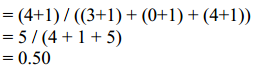 = (4+1) / ((3+1) + (0+1) + (4+1))
= 5 / (4 + 1 + 5)
= 0.50